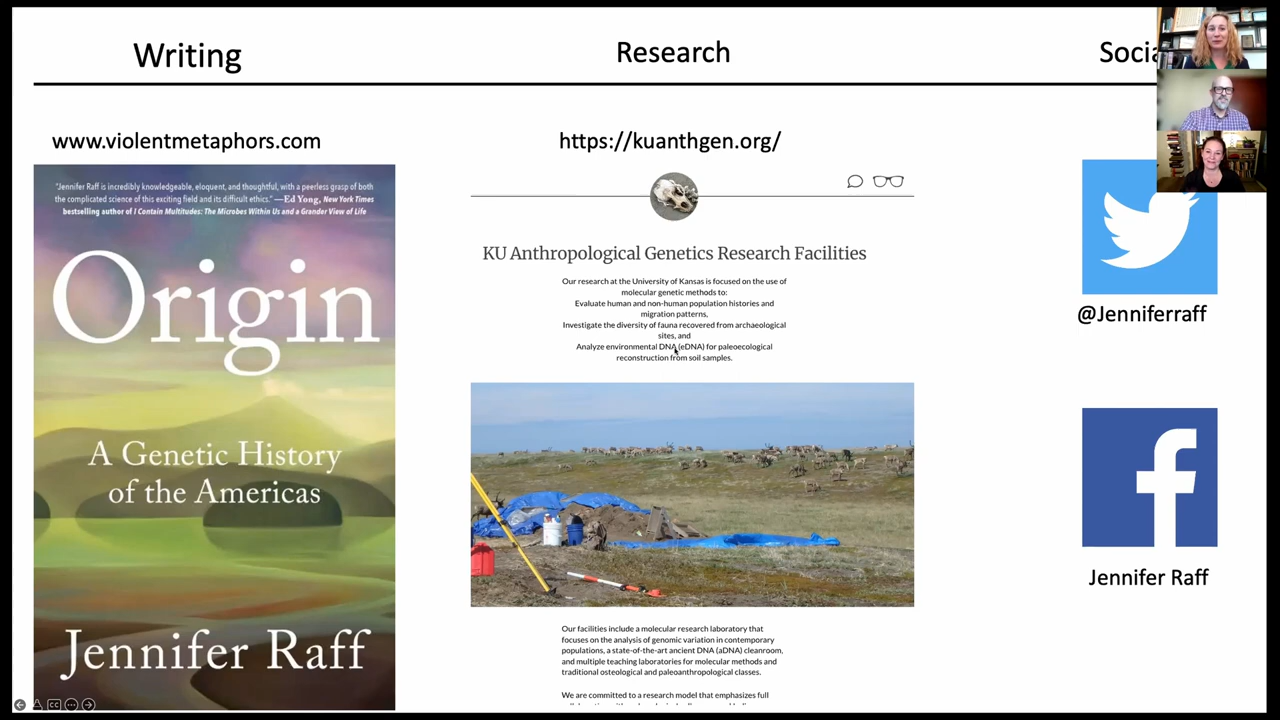 Writing
Research
Socia
www.violentmetaphors.com
https://kuanthgen.org/
"Jennifer Raff is incredibly knowledgeable, eloquent, and thoughtful, with a peerless grasp of both
the complicated science of this exciting field and its difficult ethics." —Ed Yong, New York Times
bestselling author of I Contain Multitudes: The Microbes Within Us and a Grander View of Life
Origin
A Genetic History
of the Americas
Jennifer Raff
KU Anthropological Genetics Research Facilities
Our research at the University of Kansas is focused on the use of
molecular genetic methods to:
Evaluate human and non-human population histories and
migration patterns,
Investigate the diversity of fauna recovered from archaeological
sites, and
Analyze environmental DNA (eDNA) for paleoecological
reconstruction from soil samples.
Our facilities include a molecular research laboratory that
focuses on the analysis of genomic variation in contemporary
populations, a state-of-the-art ancient DNA (aDNA) cleanroom,
and multiple teaching laboratories for molecular methods and
traditional osteological and paleoanthropological classes.
We are committed to a research model that emphasizes full
@Jenniferraff
f
Jennifer Raff
CC